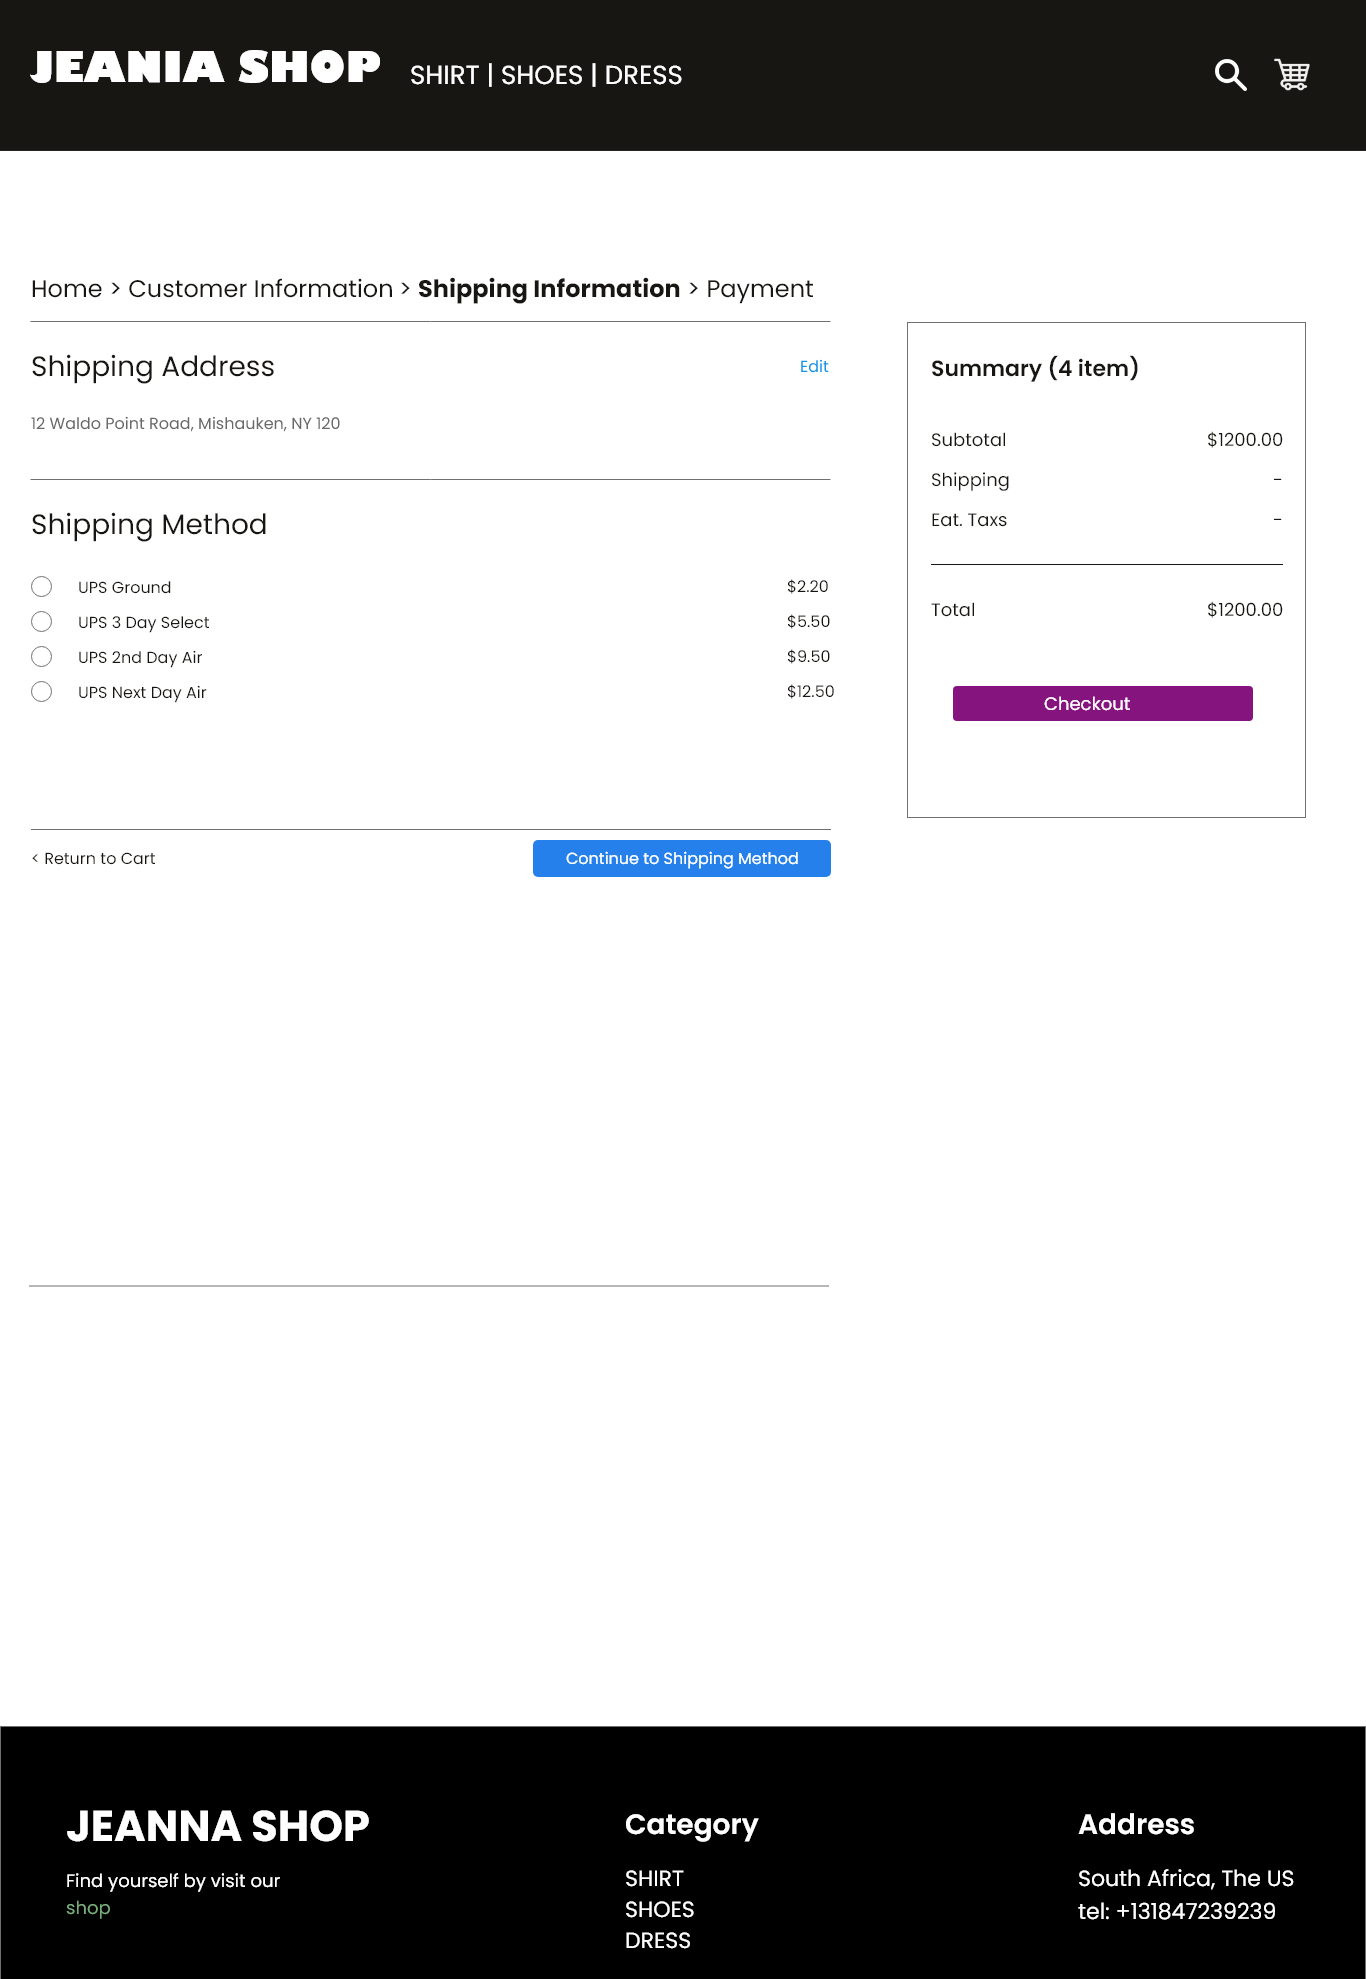 JEANIA SHOP
SHIRT | SHOES | DRESS
Home > Customer Information > Shipping Information > Payment
Shipping Address
Edit
12 Waldo Point Road, Mishauken, NY 120
Shipping Method
UPS Ground $2.20
UPS 3 Day Select $5.50
UPS 2nd Day Air $9.50
UPS Next Day Air $12.50
< Return to Cart
Continue to Shipping Method
Summary (4 item)
Subtotal $1200.00
Shipping -
Eat. Taxs -
Total $1200.00
Checkout
JEANNA SHOP
Find yourself by visit our
shop
Category
SHIRT
SHOES
DRESS
Address
South Africa, The US
tel: +131847239239